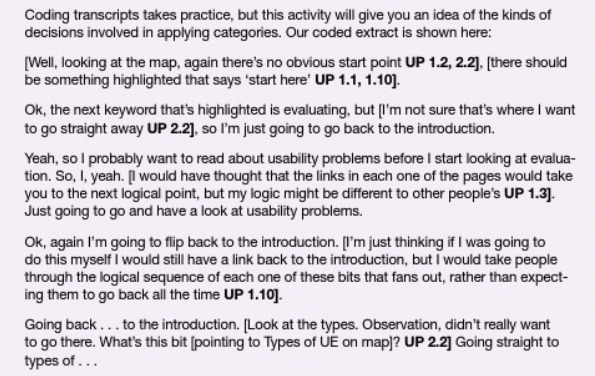 Coding transcripts takes practice, but this activity will give you an idea of the kinds of
decisions involved in applying categories. Our coded extract is shown here:
[Well, looking at the map, again there's no obvious start point UP 1.2, 2.2], [there should
be something highlighted that says 'start here' UP 1.1, 1.10].
Ok, the next keyword that's highlighted is evaluating, but [I'm not sure that's where I want
to go straight away UP 2.2], so I'm just going to go back to the introduction.
Yeah, so I probably want to read about usability problems before I start looking at evalua-
tion. So, I, yeah. [I would have thought that the links in each one of the pages would take
you to the next logical point, but my logic might be different to other people's UP 1.3].
Just going to go and have a look at usability problems.
Ok, again I'm going to flip back to the introduction. [I'm just thinking if I was going to
do this myself I would still have a link back to the introduction, but I would take people
through the logical sequence of each one of these bits that fans out, rather than expect-
ing them to go back all the time UP 1.10].
Going back . . . to the introduction. [Look at the types. Observation, didn't really want
to go there. What's this bit [pointing to Types of UE on map]? UP 2.2] Going straight to
types of . . .